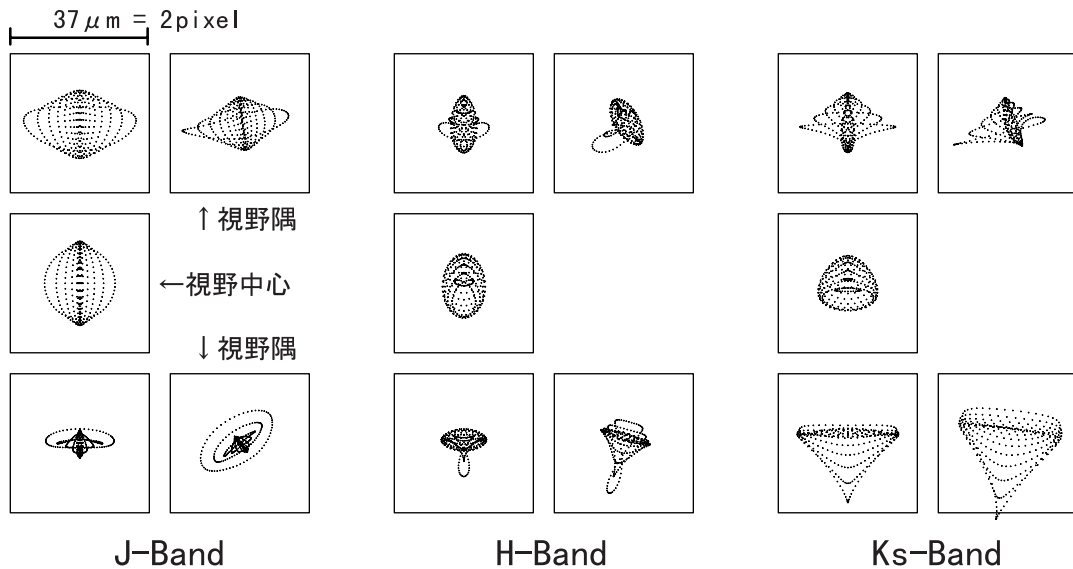 37μm = 2pixel
↑視野隅
←視野中心
↓視野隅
J-Band
H-Band
Ks-Band